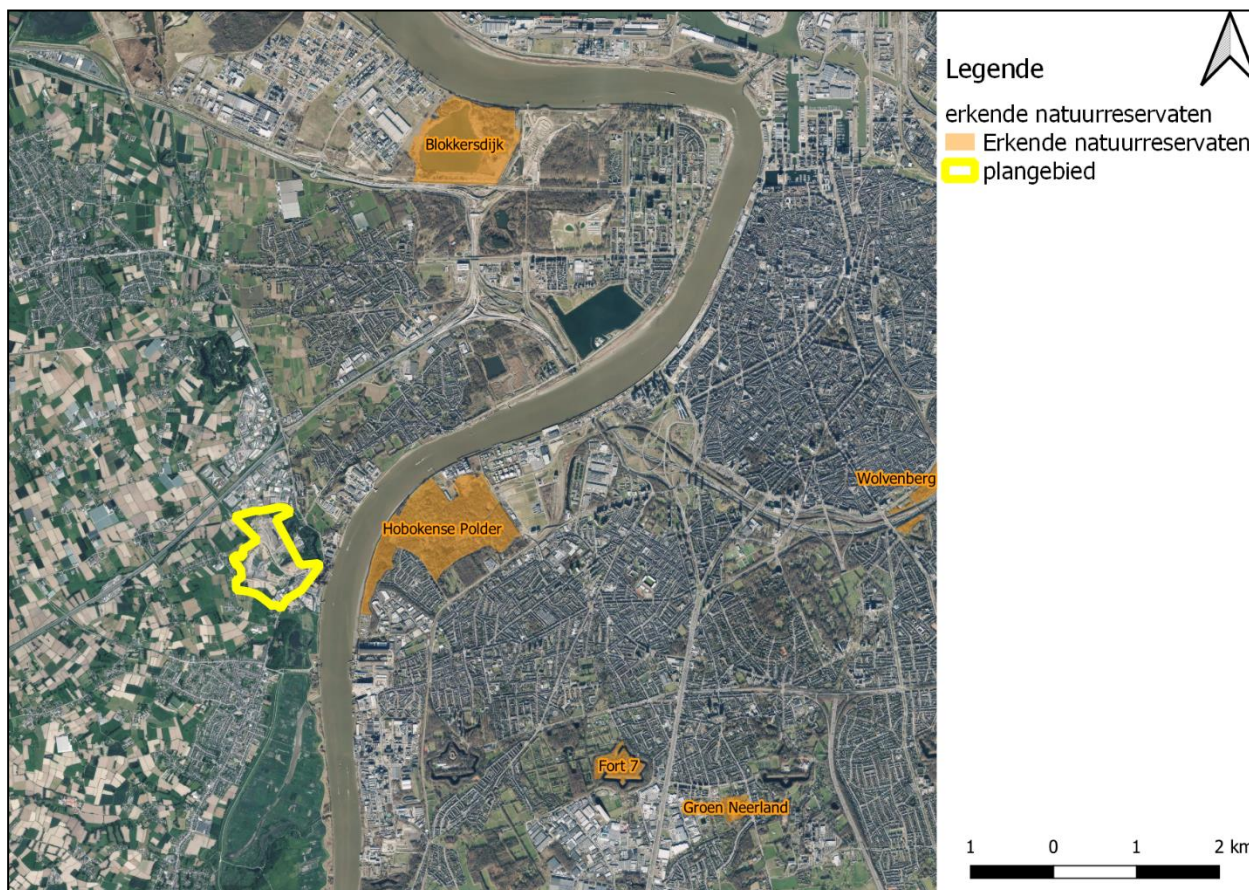 Legende
erkende natuurreservaten
Erkende natuurreservaten
plangebied
Blokkersdijk
Wolvenberg
Hobokense Polder
Fort 7
Groen Neerland
1 0 1 2 km